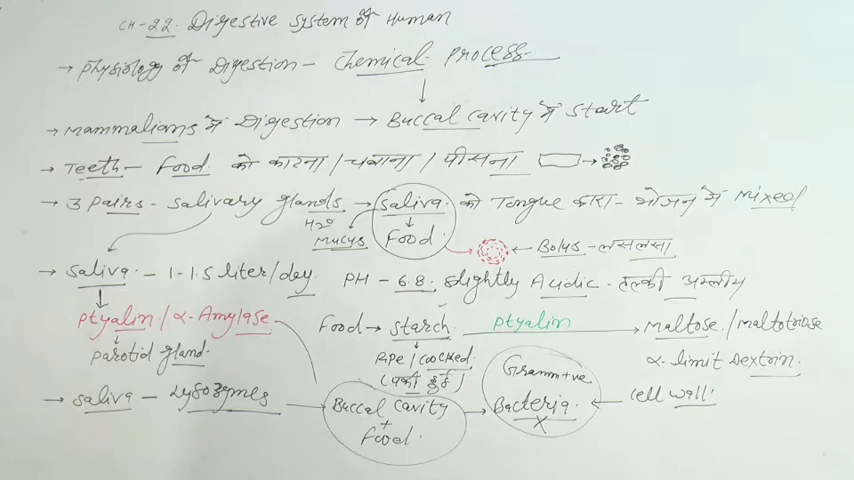 CH-22. Digestive system of Human
→ Physiology of Digestion – Chemical Process
→ Mammalians में Digestion → Buccal cavity में start
→ Teeth – Food को काटना / चबाना / पीसना →
→ 3 pairs - salivary glands → saliva को Tongue द्वारा - भोजन में Mixed
H2O
Mucus
↓
Food
Bolus - लसलसा
→ saliva – 1-1.5 liter/day PH – 6.8. slightly Acidic - हल्की अम्लीय
Ptyalin / α-Amylase Food → starch Ptyalin → Maltose / Maltotriose
Parotid gland Ripe / cocked α-limit Dextrin
(पकी हुई)
→ saliva – Lysozymes → Buccal cavity + Food → Gramm +ve Bacteria X ← cell wall